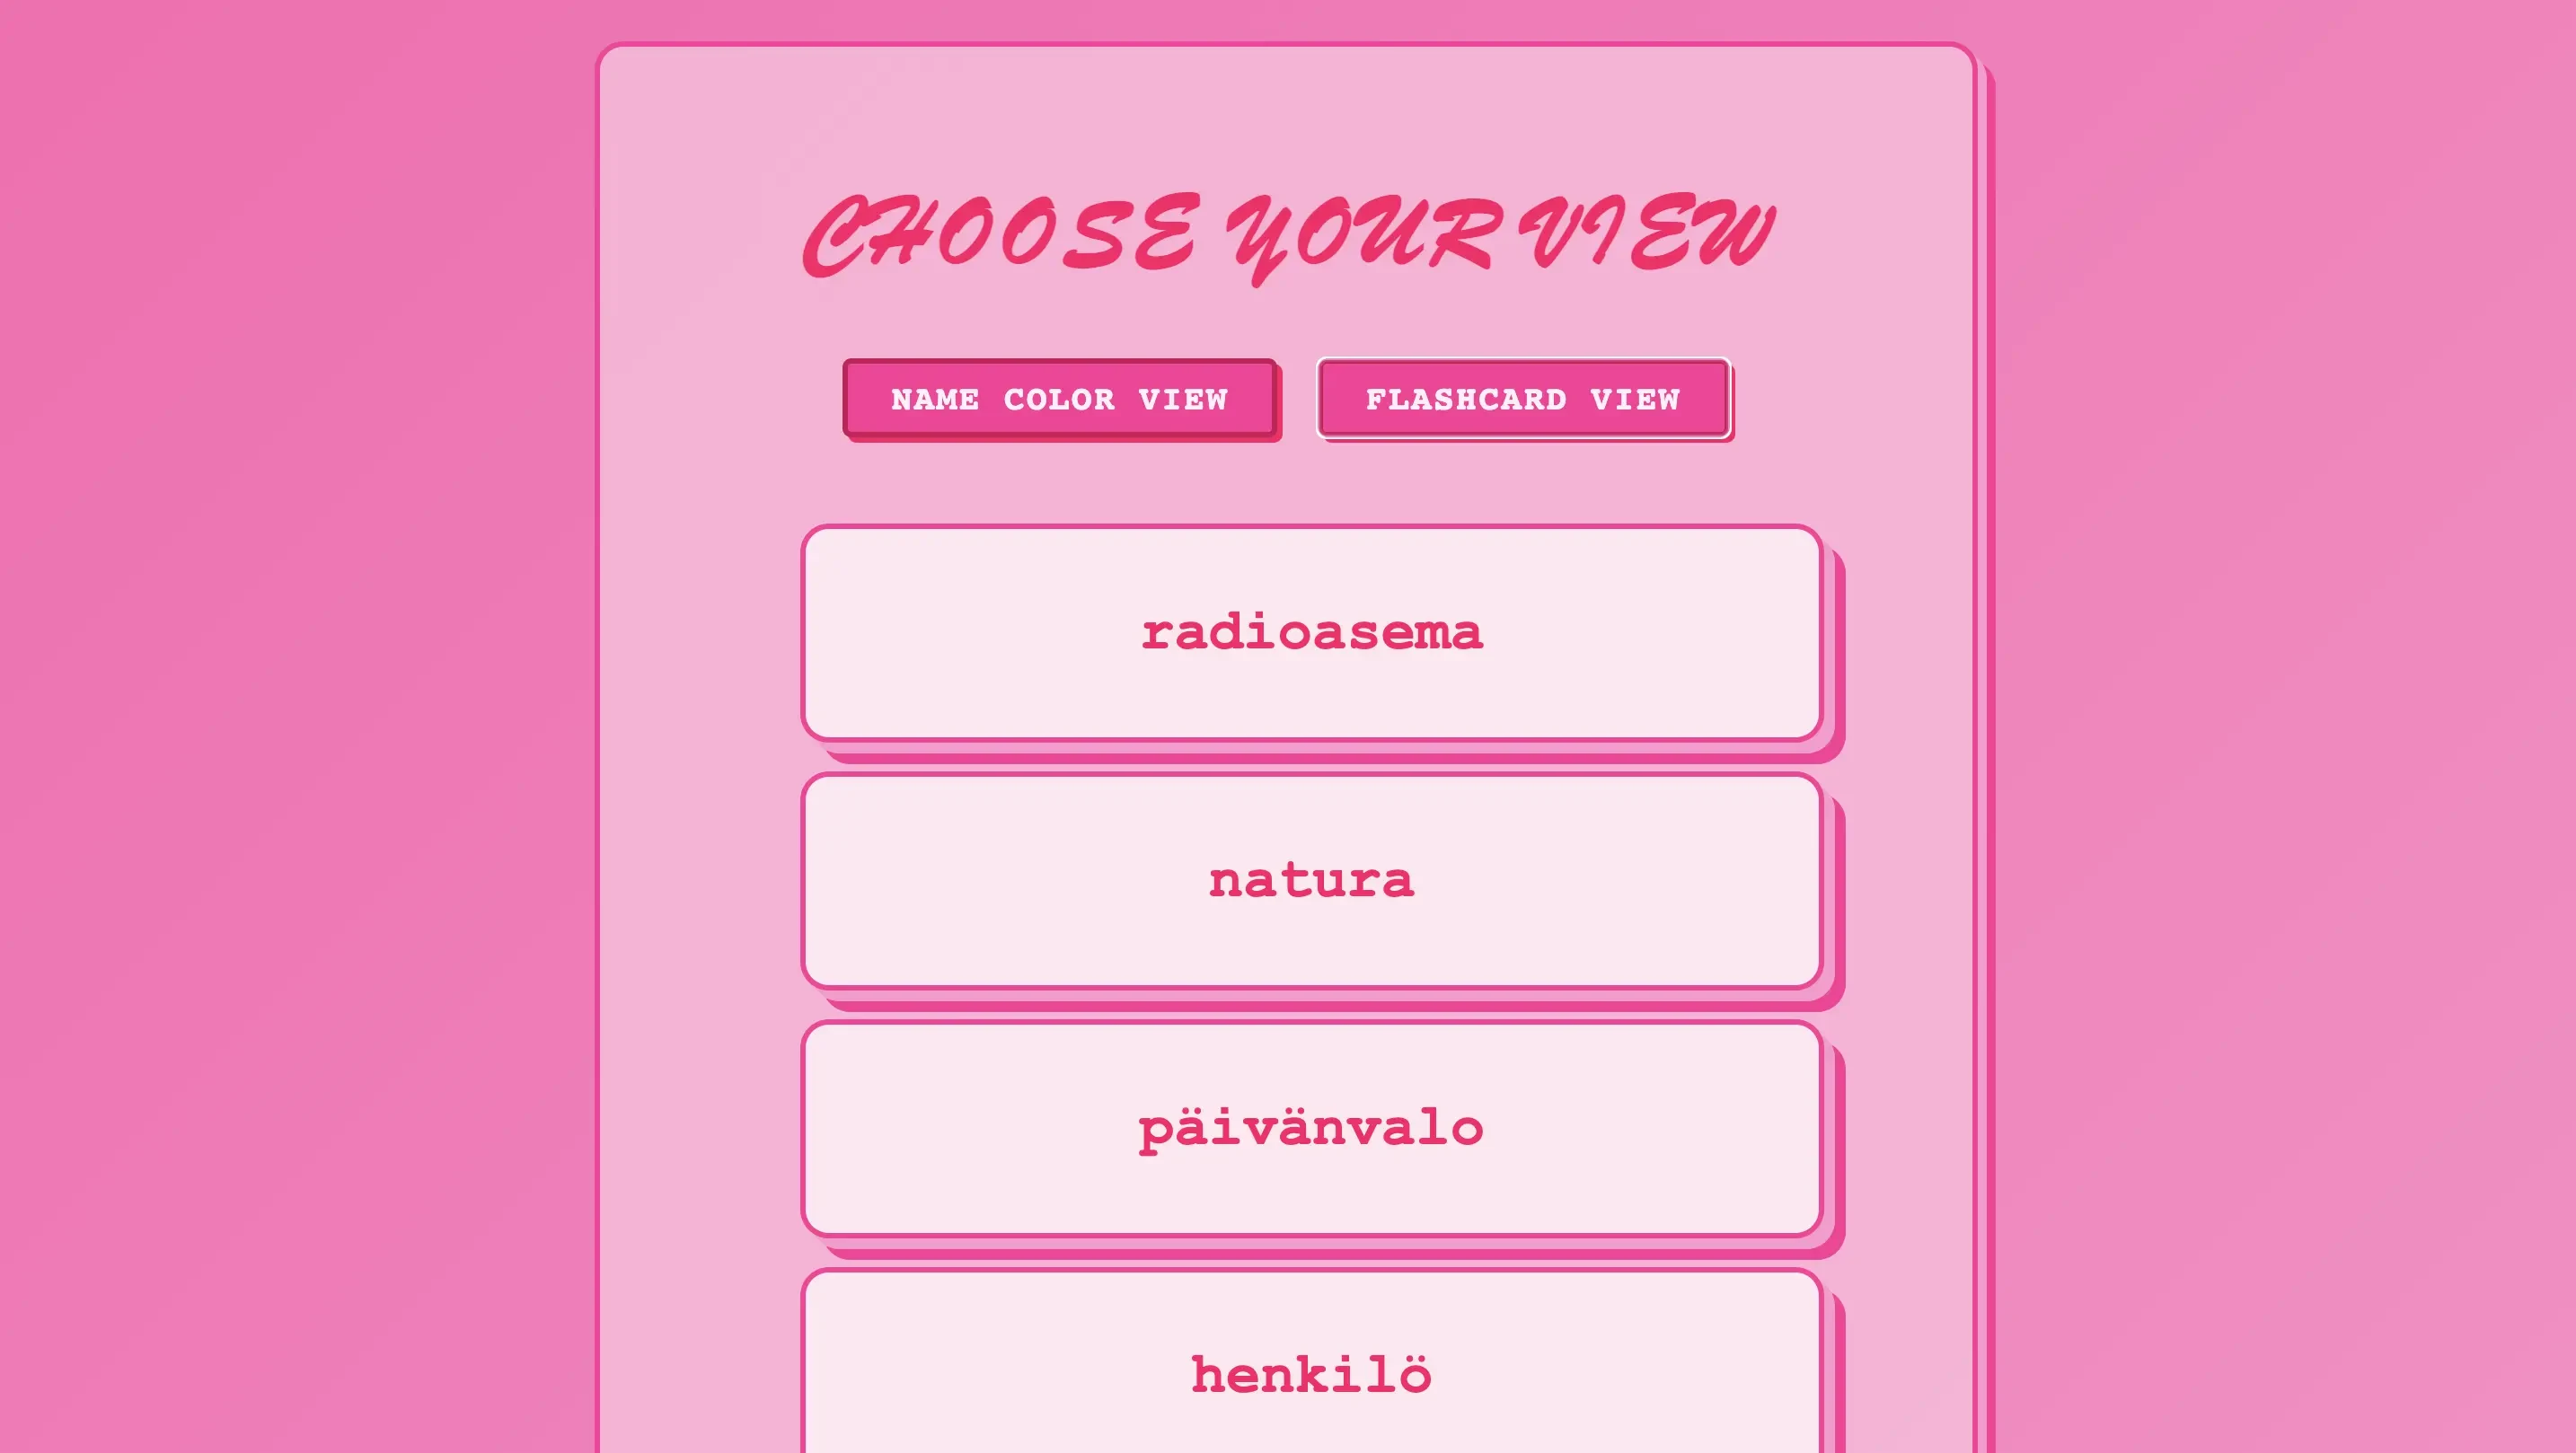 CHOOSE YOUR VIEW
NAME COLOR VIEW
FLASHCARD VIEW
radioasema
natura
päivänvalo
henkilö